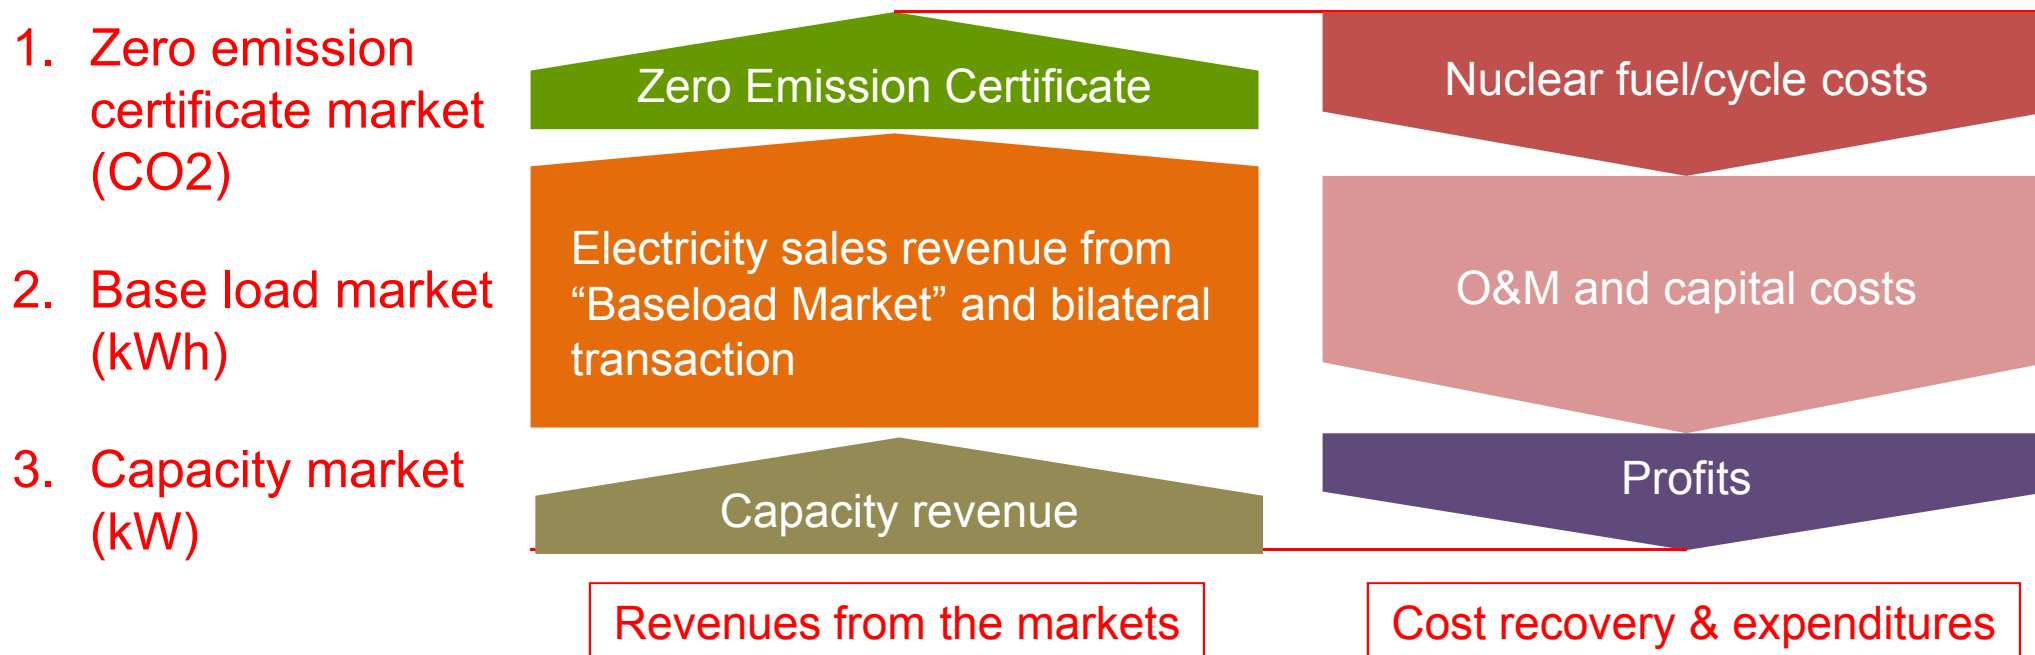 1. Zero emission
certificate market
(CO2)
2. Base load market
(kWh)
3. Capacity market
(kW)
Zero Emission Certificate
Electricity sales revenue from
“Baseload Market” and bilateral
transaction
Capacity revenue
Revenues from the markets
Nuclear fuel/cycle costs
O&M and capital costs
Profits
Cost recovery & expenditures